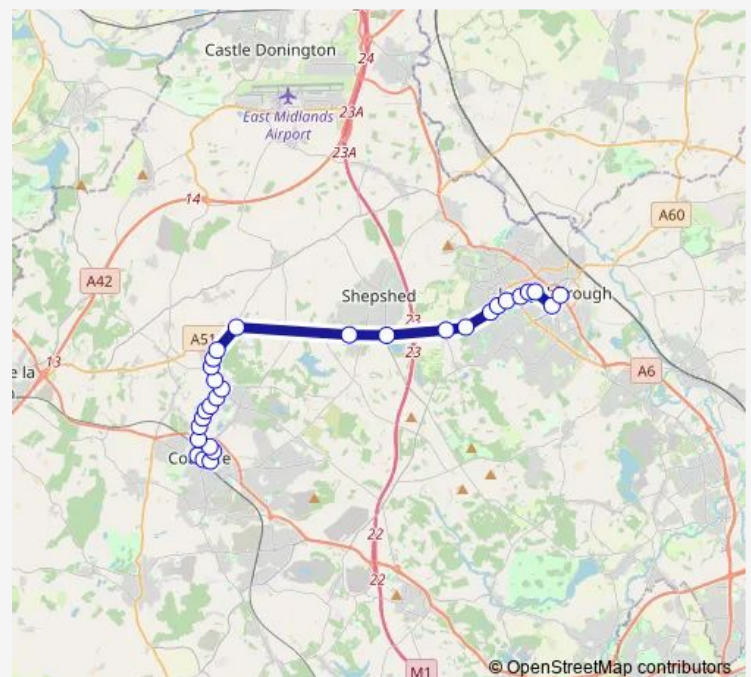 Castle Donington
24
East Midlands
Airport
23A
23A
14
A60
A42
Shepshed
23
A51
23
13
A6
22
22
M1
© OpenStreetMap contributors